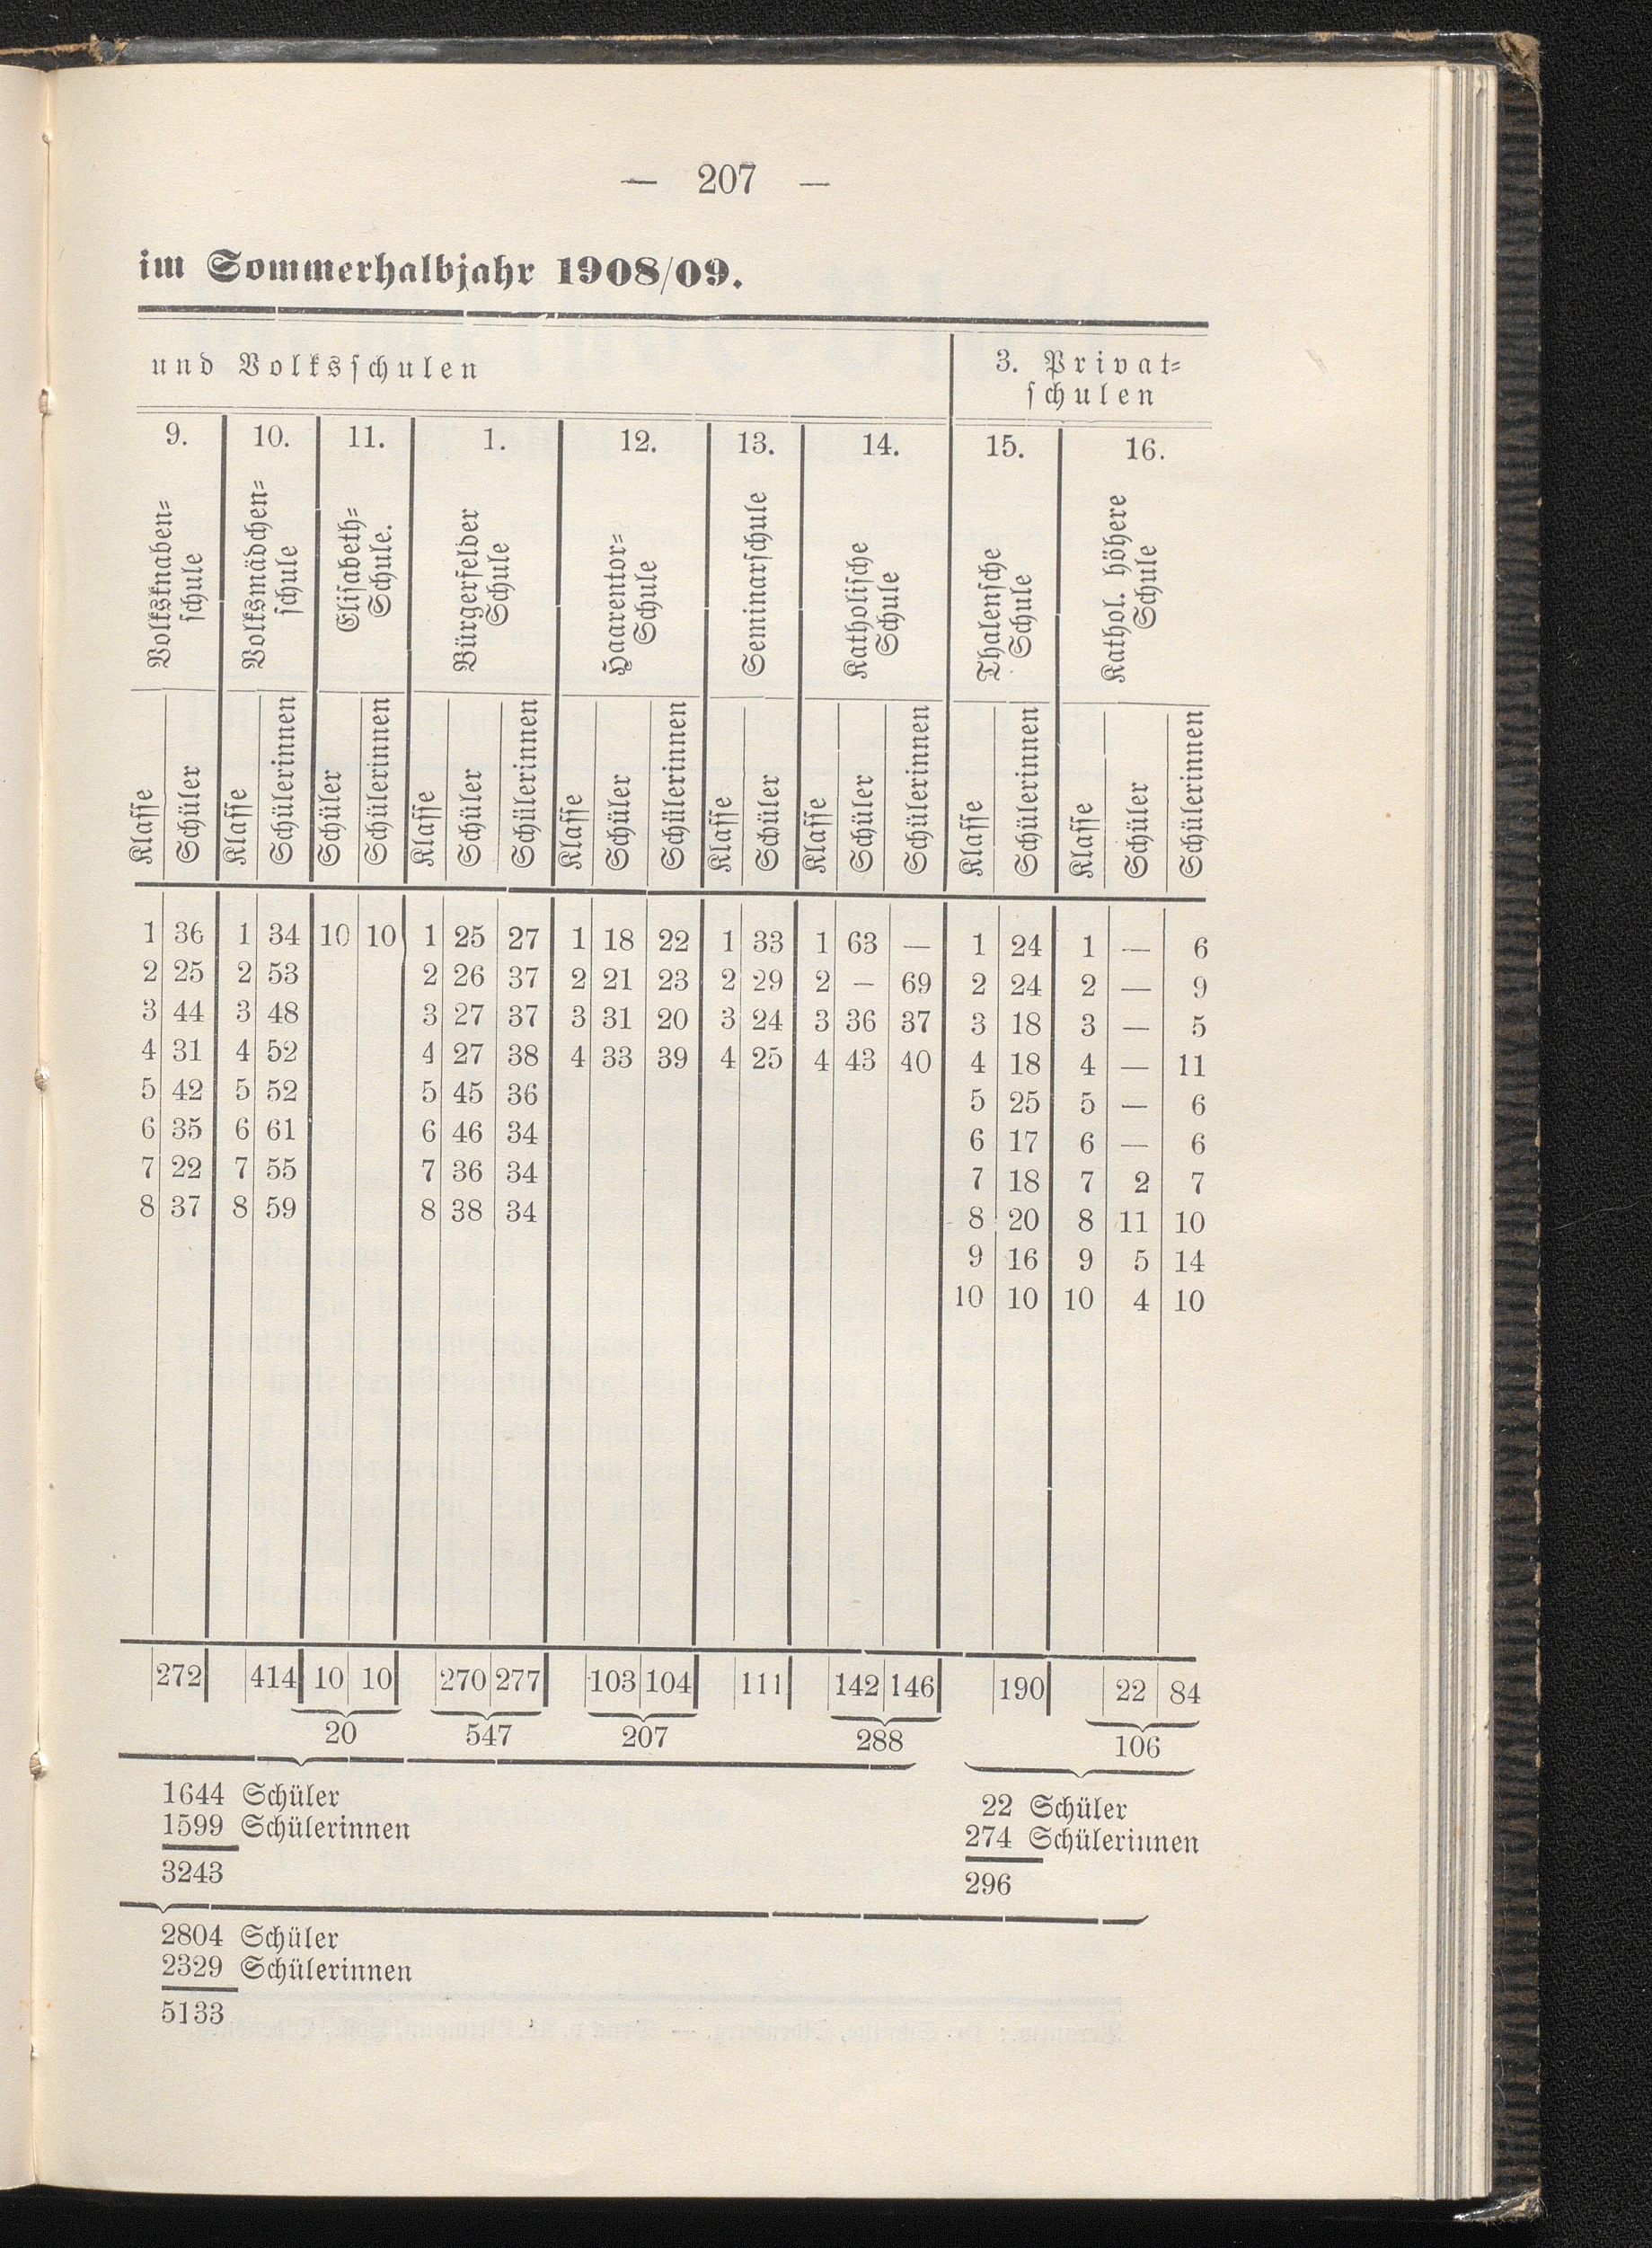 — 207 —
im Sommerhalbjahr 1908/09.
und Volksschulen 3. Privat-
schulen
9. 10. 11. 1. 12. 13. 14. 15. 16.
Volksknaben-
schule
Volksmädchen-
schule
Elisabeth-
Schule.
Bürgerfelder
Schule
Haarentor-
Schule
Seminarschule
Katholische
Schule
Thalensche
Schule
Kathol. höhere
Schule
Klasse Schüler Klasse Schülerinnen Schüler Schülerinnen Klasse Schüler Schülerinnen Klasse Schüler Schülerinnen Klasse Schüler Klasse Schüler Schülerinnen Klasse Schülerinnen Klasse Schüler Schülerinnen
1 36 1 34 10 10 1 25 27 1 18 22 1 33 1 63 — 1 24 1 — 6
2 25 2 53 2 26 37 2 21 23 2 29 2 — 69 2 24 2 — 9
3 44 3 48 3 27 37 3 31 20 3 24 3 36 37 3 18 3 — 5
4 31 4 52 4 27 38 4 33 39 4 25 4 43 40 4 18 4 — 11
5 42 5 52 5 45 36 5 25 5 — 6
6 35 6 61 6 46 34 6 17 6 — 6
7 22 7 55 7 36 34 7 18 7 2 7
8 37 8 59 8 38 34 8 20 8 11 10
9 16 9 5 14
10 10 10 4 10
272 414 10 10 270 277 103 104 111 142 146 190 22 84
20 547 207 288 106
1644 Schüler 22 Schüler
1599 Schülerinnen 274 Schülerinnen
3243 296
2804 Schüler
2329 Schülerinnen
5133